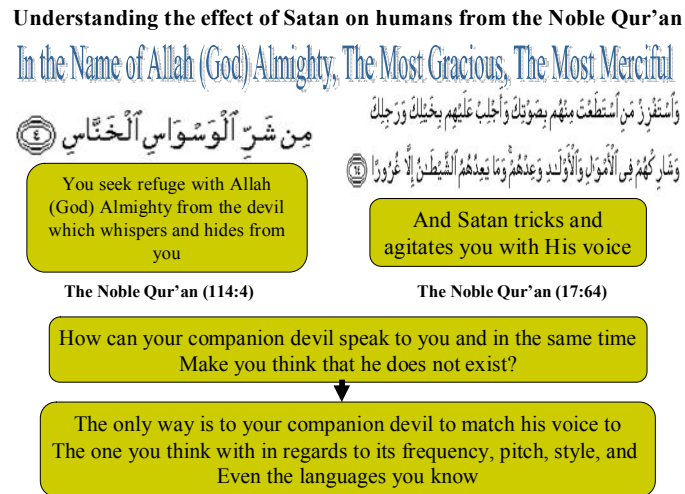 Understanding the effect of Satan on humans from the Noble Qur'an
In the Name of Allah (God) Almighty, The Most Gracious, The Most Merciful
مِن شَرِّ ٱلْوَسْوَاسِ ٱلْخَنَّاسِ ٤
You seek refuge with Allah
(God) Almighty from the devil
which whispers and hides from
you
The Noble Qur'an (114:4)
وَٱسْتَفْزِزْ مَنِ ٱسْتَطَعْتَ مِنْهُم بِصَوْتِكَ وَأَجْلِبْ عَلَيْهِم بِخَيْلِكَ وَرَجِلِكَ
وَشَارِكْهُمْ فِى ٱلْأَمْوَٰلِ وَٱلْأَوْلَٰدِ وَعِدْهُمْ ۚ وَمَا يَعِدُهُمُ ٱلشَّيْطَٰنُ إِلَّا غُرُورًا ٦٤
And Satan tricks and
agitates you with His voice
The Noble Qur'an (17:64)
How can your companion devil speak to you and in the same time
Make you think that he does not exist?
The only way is to your companion devil to match his voice to
The one you think with in regards to its frequency, pitch, style, and
Even the languages you know